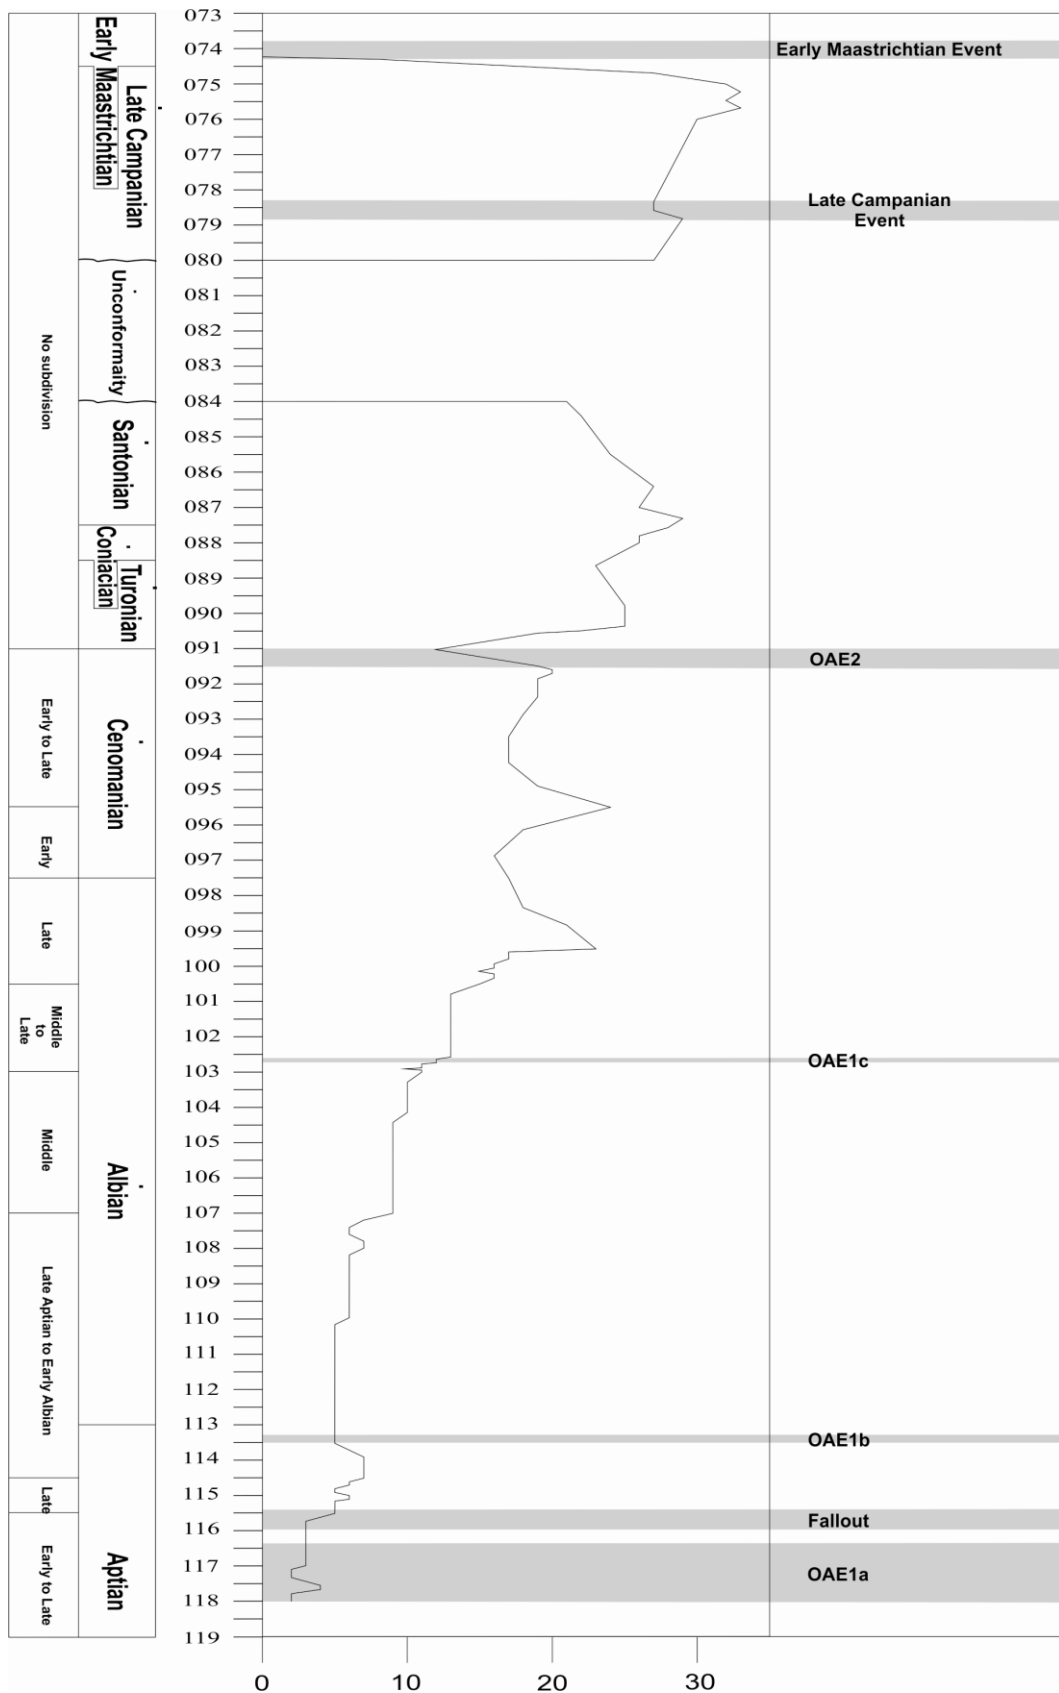 No subdivision
Early to Late
Early
Late
Middle
to
Late
Middle
Late Aptian to Early Albian
Late
Early to Late
Early Maastrichtian
Late Campanian
Unconformaity
Santonian
Coniacian
Turonian
Cenomanian
Albian
Aptian
073
074
075
076
077
078
079
080
081
082
083
084
085
086
087
088
089
090
091
092
093
094
095
096
097
098
099
100
101
102
103
104
105
106
107
108
109
110
111
112
113
114
115
116
117
118
119
Early Maastrichtian Event
Late Campanian
Event
OAE2
OAE1c
OAE1b
Fallout
OAE1a
0 10 20 30